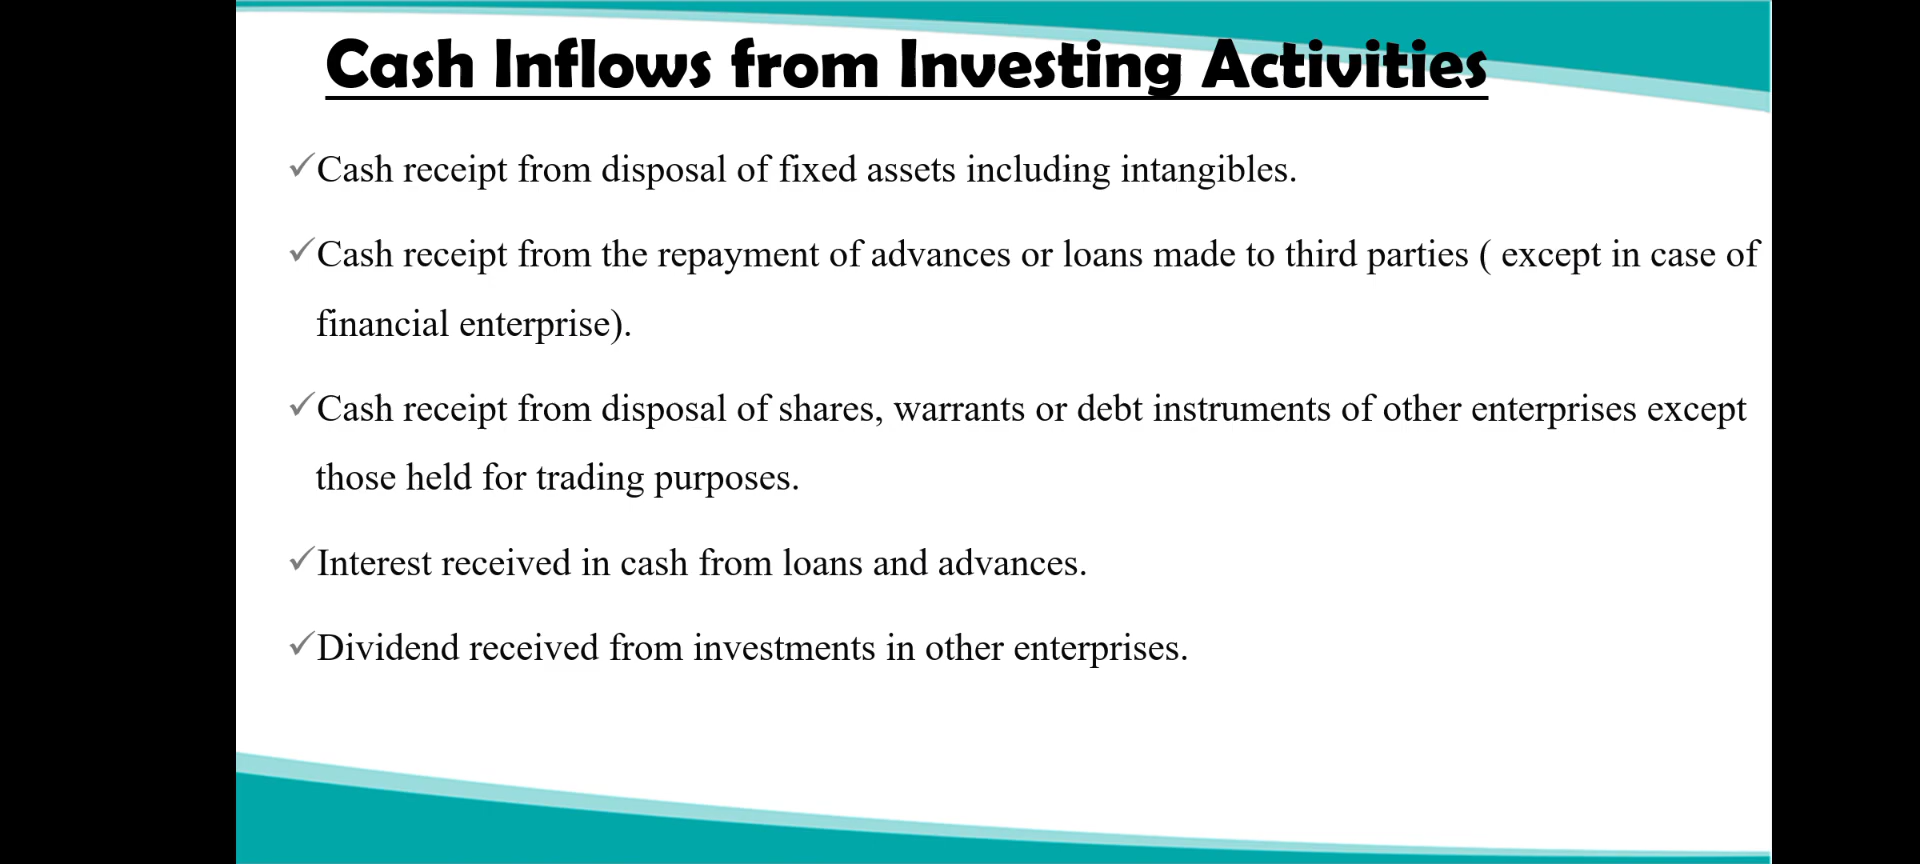 Cash Inflows from Investing Activities
✓Cash receipt from disposal of fixed assets including intangibles.
✓Cash receipt from the repayment of advances or loans made to third parties ( except in case of
financial enterprise).
✓Cash receipt from disposal of shares, warrants or debt instruments of other enterprises except
those held for trading purposes.
✓Interest received in cash from loans and advances.
✓Dividend received from investments in other enterprises.